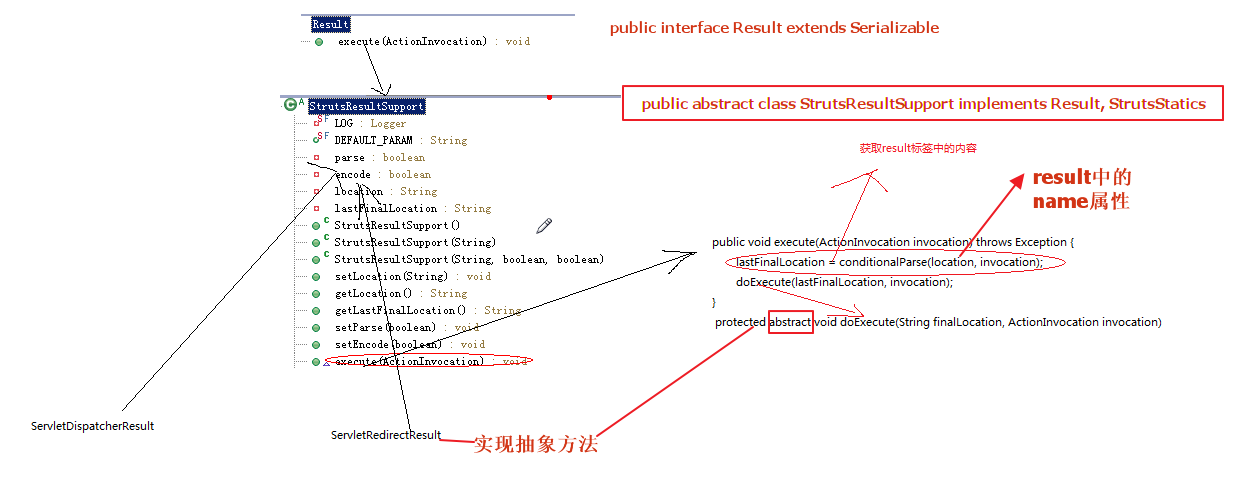 Result
execute(ActionInvocation) : void
public interface Result extends Serializable
StrutsResultSupport
public abstract class StrutsResultSupport implements Result, StrutsStatics
LOG : Logger
DEFAULT_PARAM : String
parse : boolean
encode : boolean
location : String
lastFinalLocation : String
StrutsResultSupport()
StrutsResultSupport(String)
StrutsResultSupport(String, boolean, boolean)
setLocation(String) : void
getLocation() : String
getLastFinalLocation() : String
setParse(boolean) : void
setEncode(boolean) : void
execute(ActionInvocation) : void
获取result标签中的内容
result中的
name属性
public void execute(ActionInvocation invocation) throws Exception {
lastFinalLocation = conditionalParse(location, invocation);
doExecute(lastFinalLocation, invocation);
}
protected abstract void doExecute(String finalLocation, ActionInvocation invocation)
ServletDispatcherResult
ServletRedirectResult
实现抽象方法